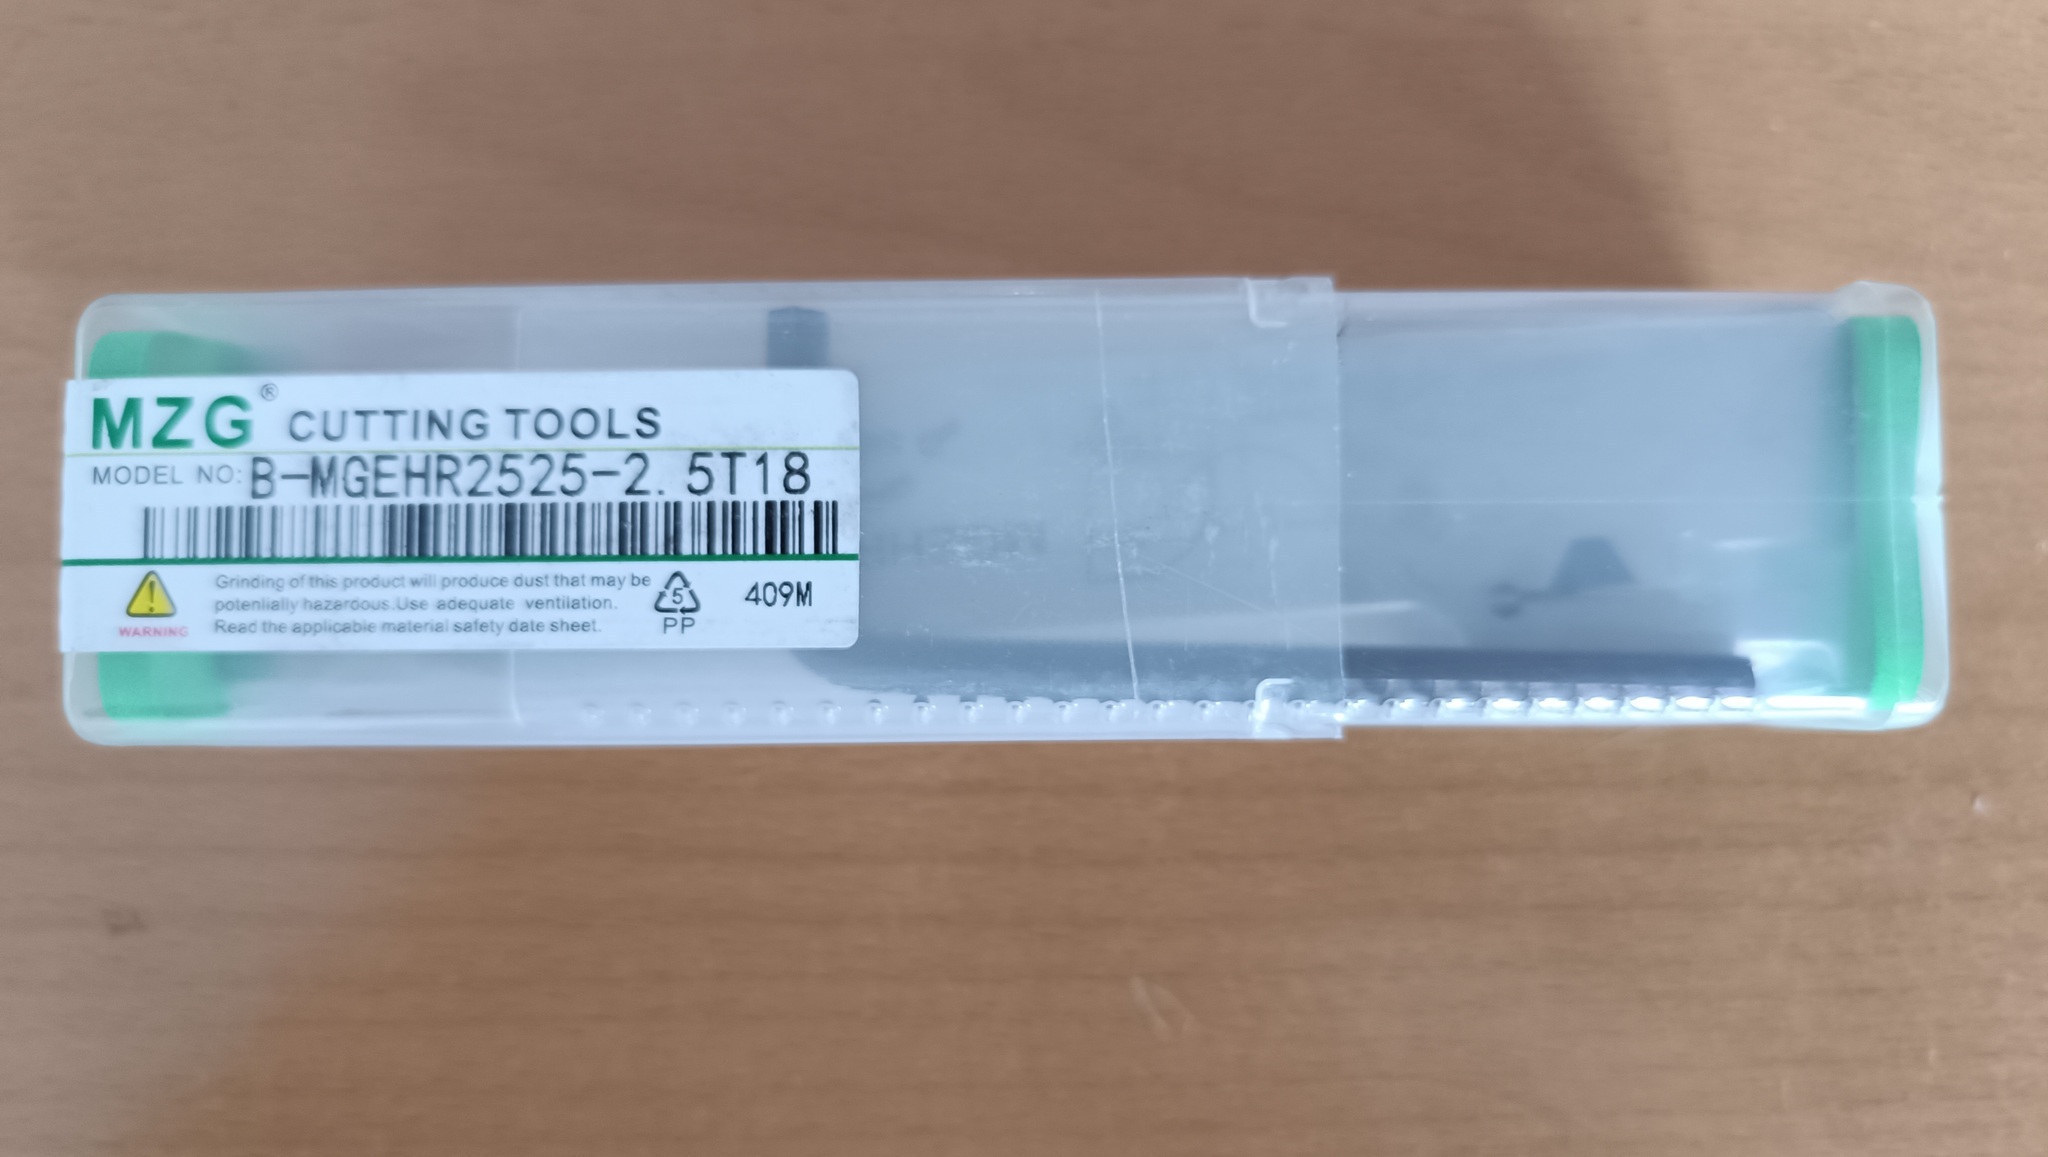 MZG® CUTTING TOOLS
MODEL NO: B-MGEHR2525-2.5T18
WARNING
Grinding of this product will produce dust that may be
potenlially hazardous.Use adequate ventilation.
Read the applicable material safety date sheet.
5
PP
409M